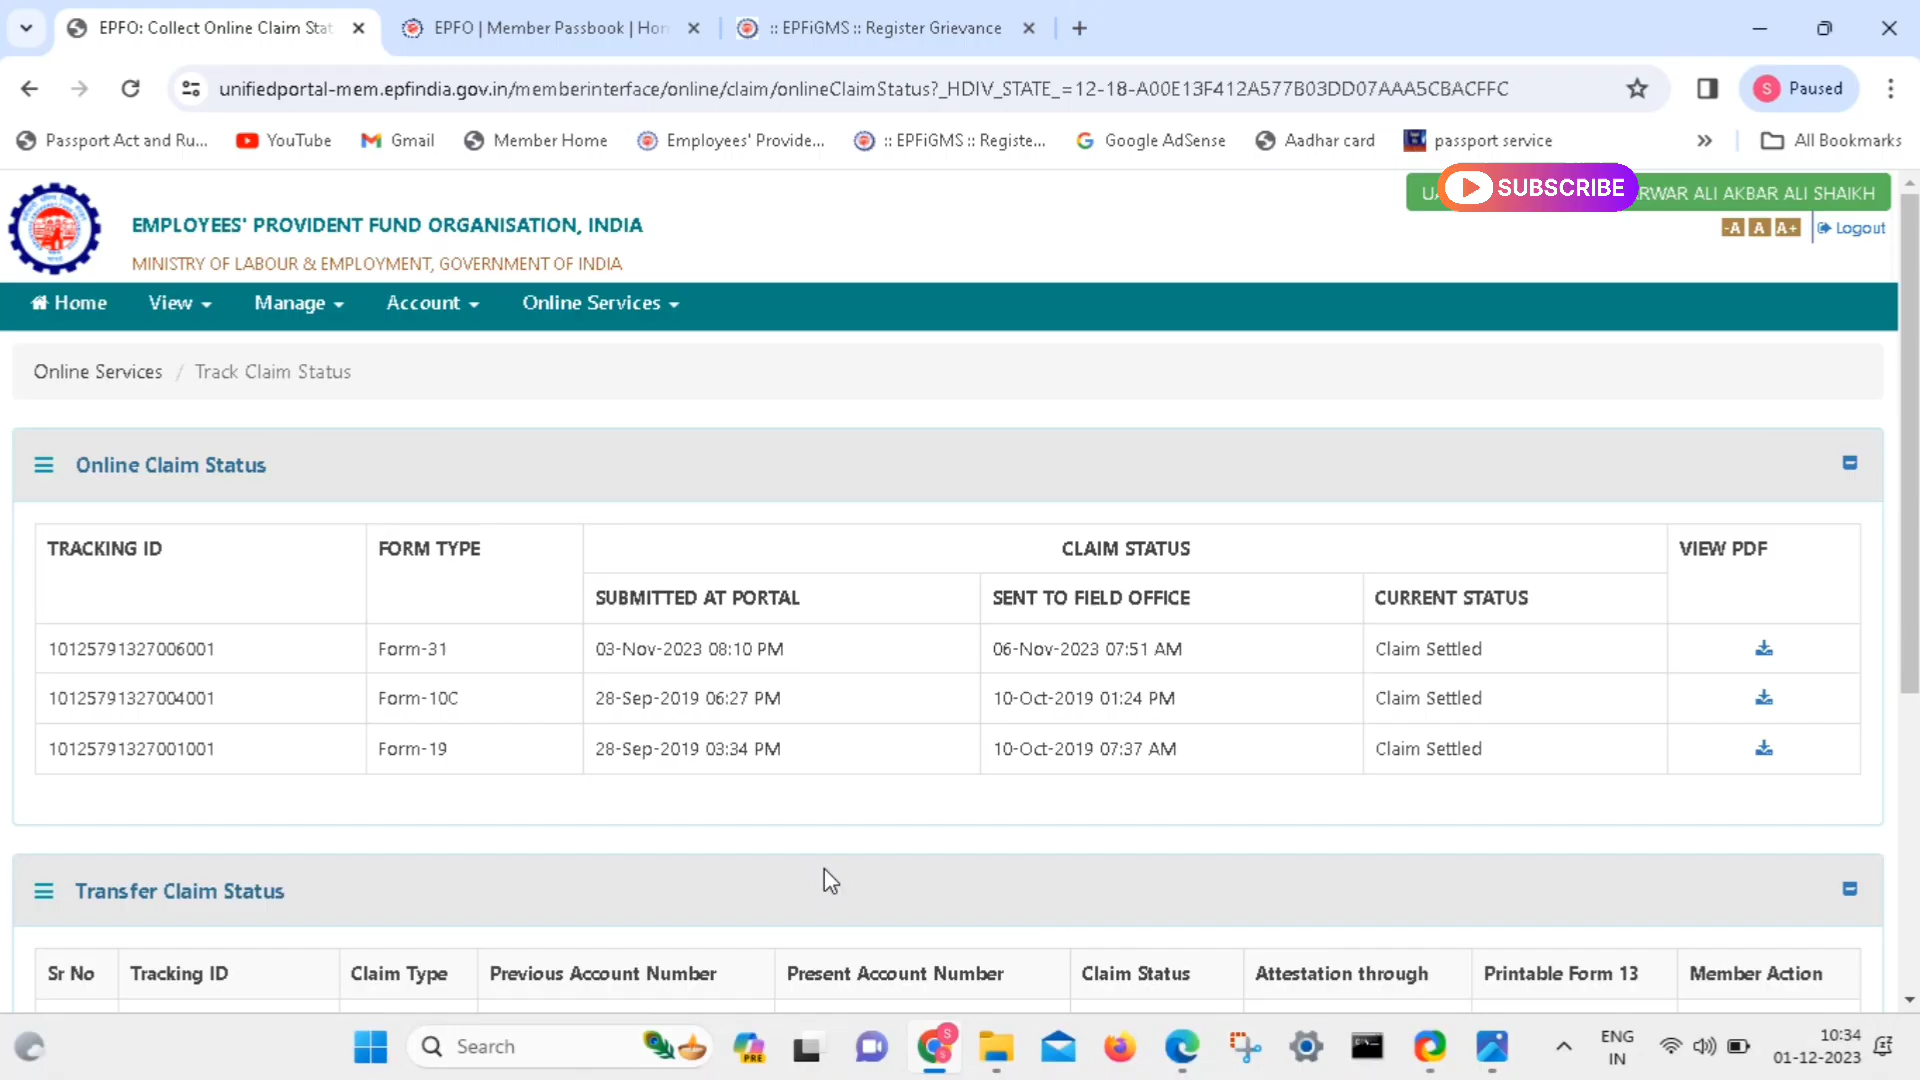 EPFO: Collect Online Claim Stat
EPFO | Member Passbook | Hon
:: EPFiGMS :: Register Grievance
unifiedportal-mem.epfindia.gov.in/memberinterface/online/claim/onlineClaimStatus?_HDIV_STATE_=12-18-A00E13F412A577B03DD07AAA5CBACFFC
S Paused
Passport Act and Ru...
YouTube
Gmail
Member Home
Employees' Provide...
:: EPFiGMS :: Registe...
Google AdSense
Aadhar card
passport service
All Bookmarks
SUBSCRIBE
RWAR ALI AKBAR ALI SHAIKH
EMPLOYEES' PROVIDENT FUND ORGANISATION, INDIA
-A A A+ Logout
MINISTRY OF LABOUR & EMPLOYMENT, GOVERNMENT OF INDIA
Home View Manage Account Online Services
Online Services / Track Claim Status
Online Claim Status
TRACKING ID FORM TYPE CLAIM STATUS VIEW PDF
SUBMITTED AT PORTAL SENT TO FIELD OFFICE CURRENT STATUS
10125791327006001 Form-31 03-Nov-2023 08:10 PM 06-Nov-2023 07:51 AM Claim Settled
10125791327004001 Form-10C 28-Sep-2019 06:27 PM 10-Oct-2019 01:24 PM Claim Settled
10125791327001001 Form-19 28-Sep-2019 03:34 PM 10-Oct-2019 07:37 AM Claim Settled
Transfer Claim Status
Sr No Tracking ID Claim Type Previous Account Number Present Account Number Claim Status Attestation through Printable Form 13 Member Action
Search
PRE
S
ENG
IN
10:34
01-12-2023